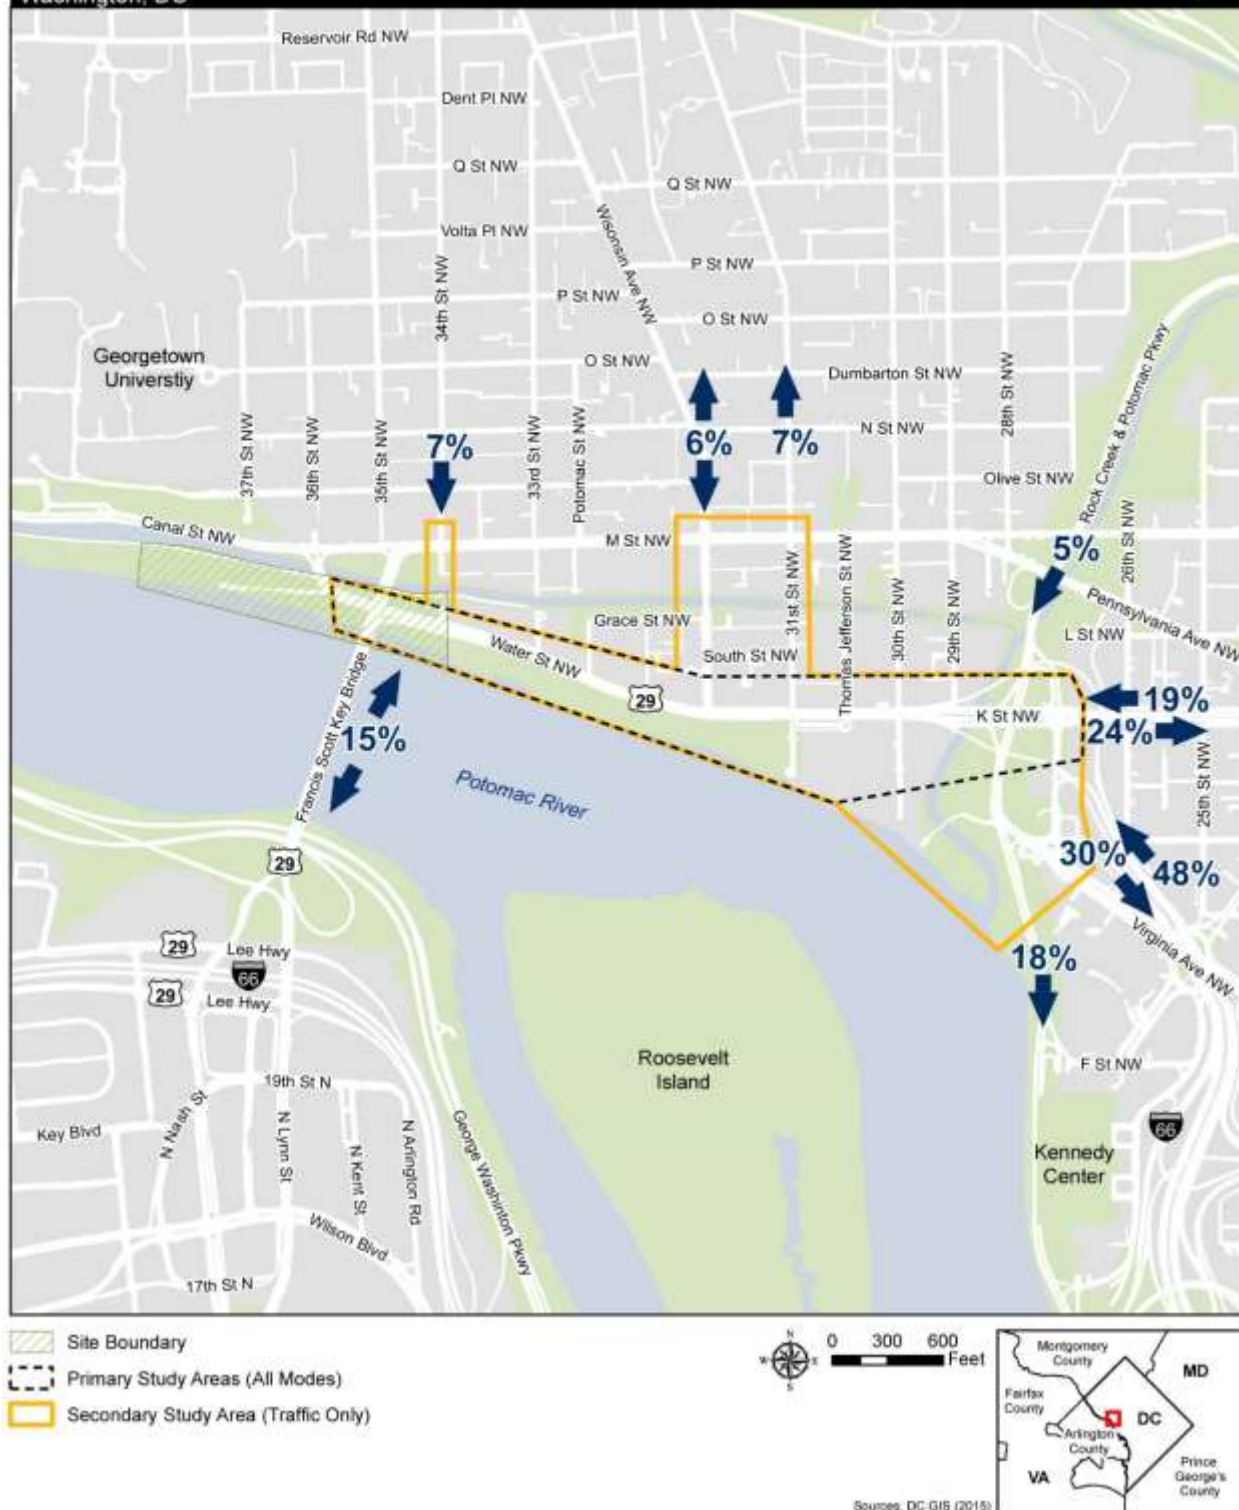 Washington, DC
Reservoir Rd NW
Dent Pl NW
Q St NW
Q St NW
Wisonsin Ave NW
Volta Pl NW
34th St NW
P St NW
P St NW
O St NW
O St NW
Georgetown
Universtiy
Dumbarton St NW
28th St NW
Rock Creek & Potomac Pkwy
37th St NW
36th St NW
35th St NW
7%
33rd St NW
Potomac St NW
6%
7%
N St NW
Olive St NW
26th St NW
Canal St NW
M St NW
5%
31st St NW
Thomas Jefferson St NW
30th St NW
29th St NW
Pennsylvania Ave NW
Grace St NW
L St NW
Water St NW
South St NW
29
K St NW
19%
24%
25th St NW
Francis Scott Key Bridge
15%
Potomac River
29
30%
48%
Virginia Ave NW
29
Lee Hwy
66
29
Lee Hwy
18%
Roosevelt
Island
F St NW
19th St N
Key Blvd
N Nash St
N Lynn St
N Kent St
N Arlington Rd
George Washinton Pkwy
66
Kennedy
Center
Wilson Blvd
17th St N
Site Boundary
Primary Study Areas (All Modes)
Secondary Study Area (Traffic Only)
N
W E
S
0 300 600
Feet
Montgomery
County
MD
Fairfax
County
DC
Arlington
County
VA
Prince
George's
County
Sources: DC GIS (2015)